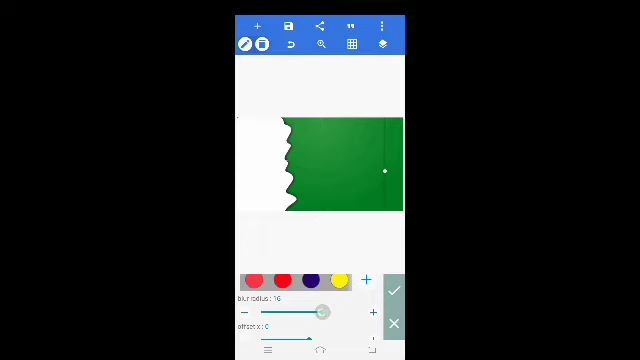 blur radius : 16
offset x : 0